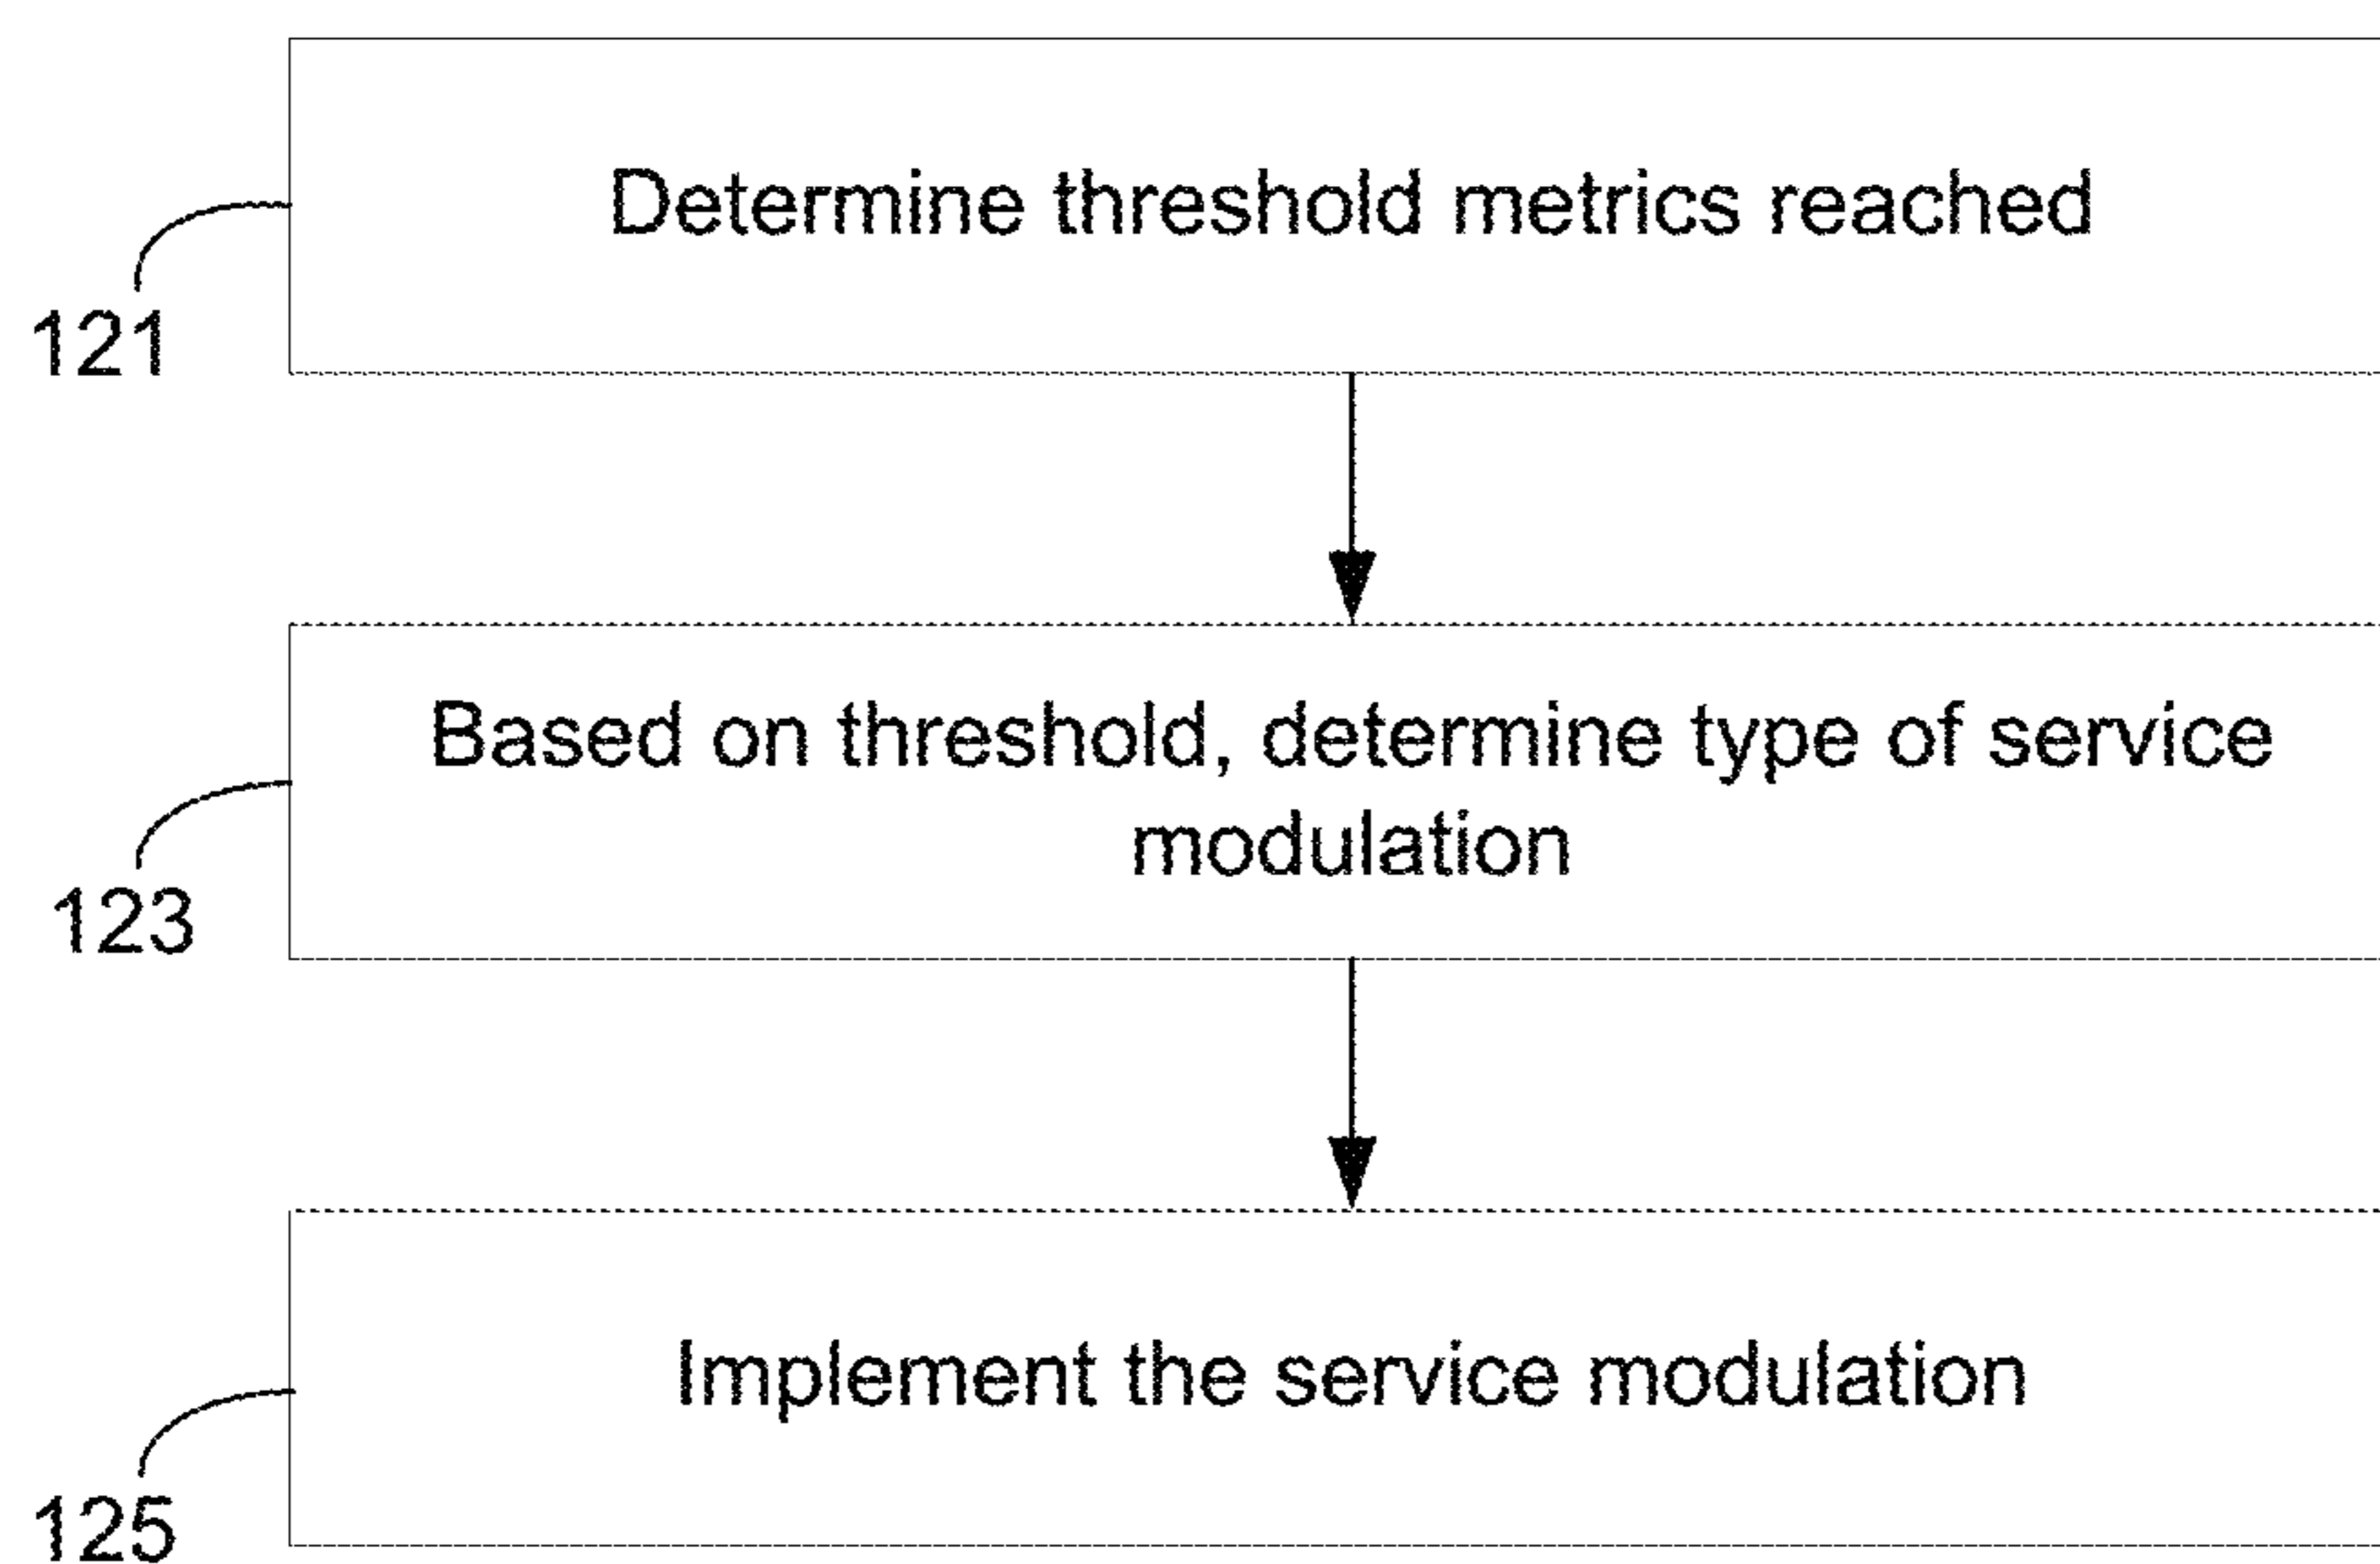 Determine threshold metrics reached
121
Based on threshold, determine type of service
modulation
123
Implement the service modulation
125